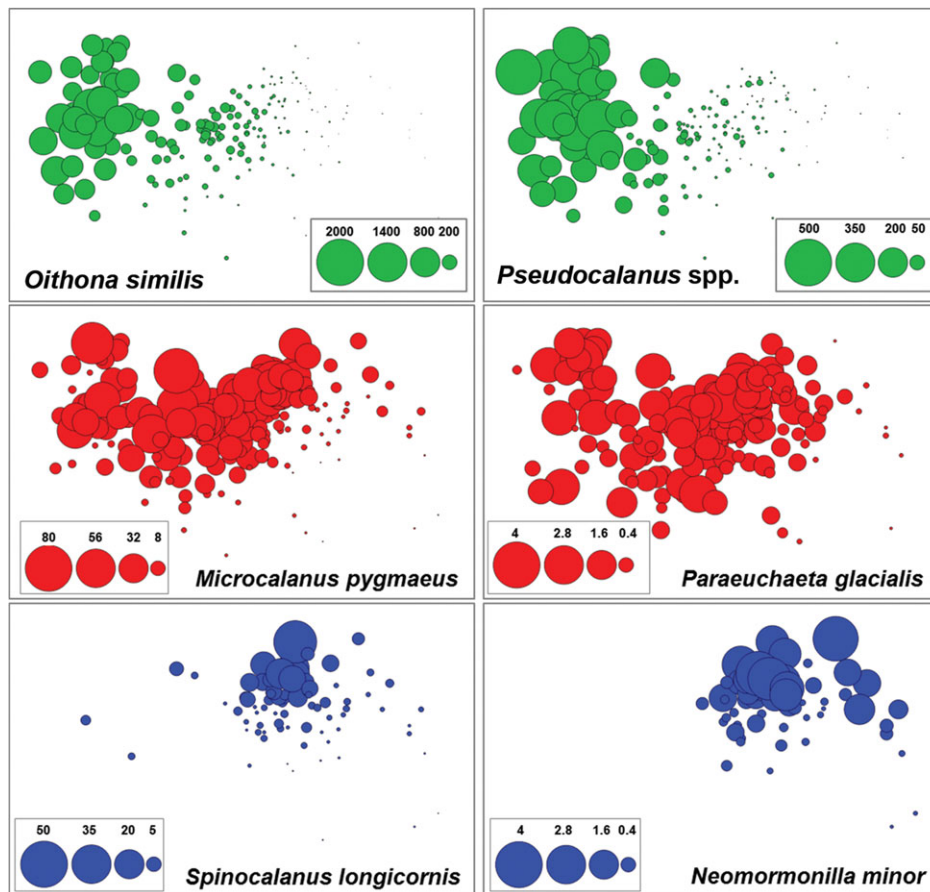 2000 1400 800 200
Oithona similis
500 350 200 50
Pseudocalanus spp.
80 56 32 8
Microcalanus pygmaeus
4 2.8 1.6 0.4
Paraeuchaeta glacialis
50 35 20 5
Spinocalanus longicornis
4 2.8 1.6 0.4
Neomormonilla minor